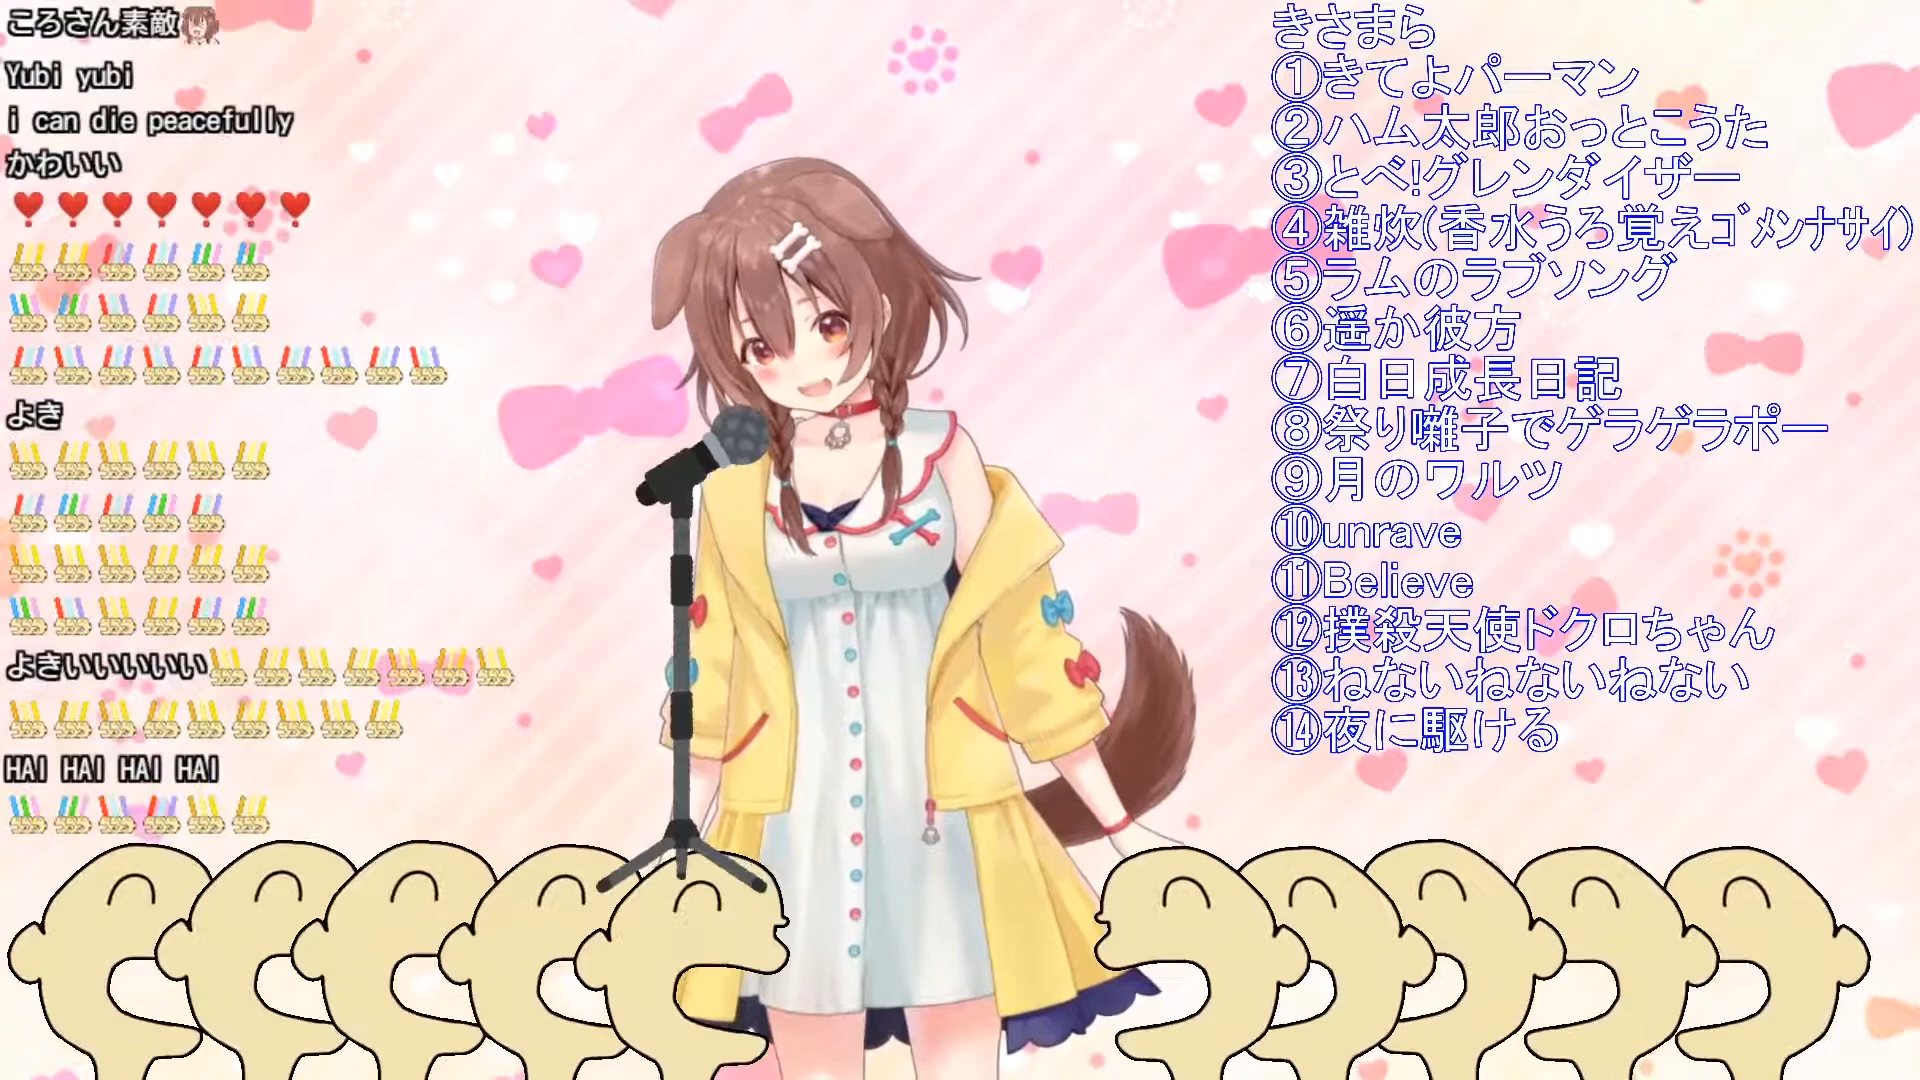 ころさん素敵
Yubi yubi
i can die peacefully
かわいい
よき
よきいいいいい
HAI HAI HAI HAI
きさまら
①きてよパーマン
②ハム太郎おっとこうた
③とべ!グレンダイザー
④雑炊(香水うろ覚えｺﾞﾒﾝﾅｻｲ)
⑤ラムのラブソング
⑥遥か彼方
⑦白日成長日記
⑧祭り囃子でゲラゲラポー
⑨月のワルツ
⑩unrave
⑪Believe
⑫撲殺天使ドクロちゃん
⑬ねないねないねない
⑭夜に駆ける